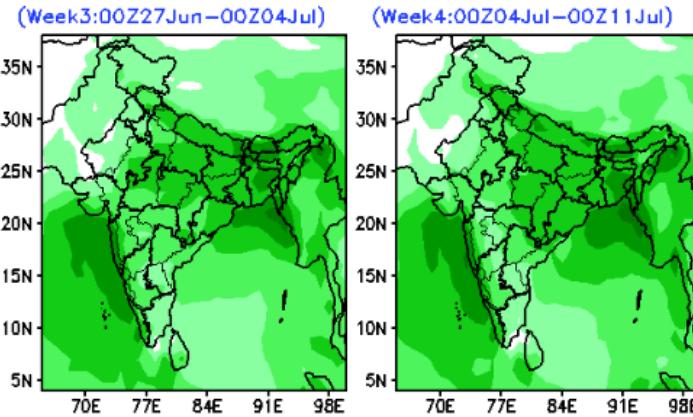 (Week3:00Z27Jun−00Z04Jul) (Week4:00Z04Jul−00Z11Jul)
35N 35N
30N 30N
25N 25N
20N 20N
15N 15N
10N 10N
5N 5N
70E 77E 84E 91E 98E 70E 77E 84E 91E 98E